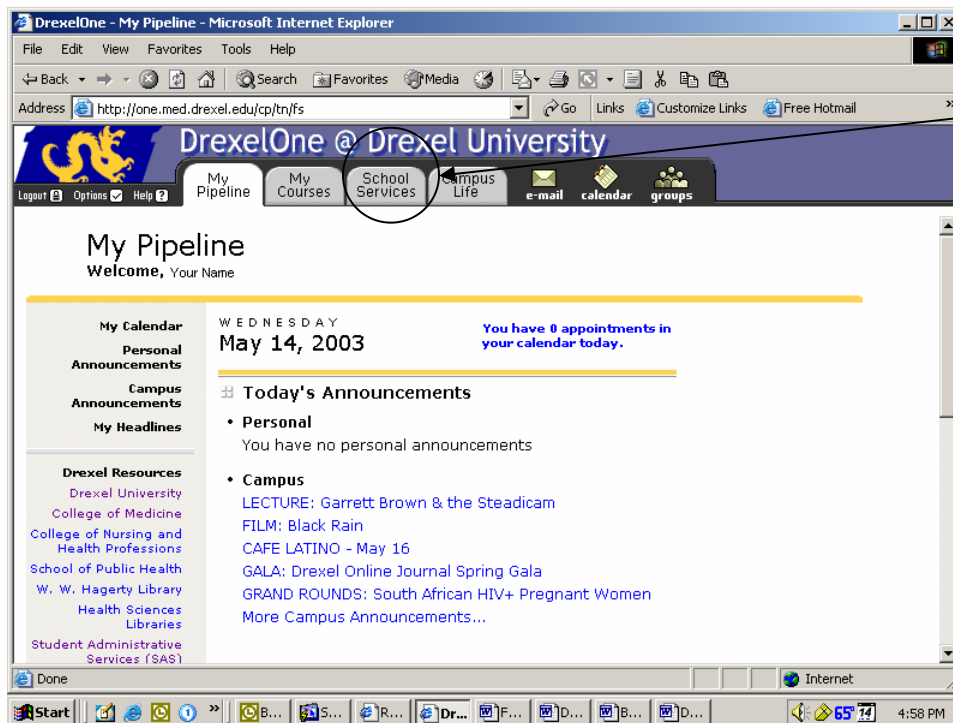 DrexelOne - My Pipeline - Microsoft Internet Explorer
File Edit View Favorites Tools Help
Back Search Favorites Media
Address http://one.med.drexel.edu/cp/tn/fs Go Links Customize Links Free Hotmail »
DrexelOne @ Drexel University
Logout Options Help ?
My Pipeline
My Courses
School Services
Campus Life
e-mail calendar groups
My Pipeline
Welcome, Your Name
My Calendar
Personal
Announcements
Campus
Announcements
My Headlines
Drexel Resources
Drexel University
College of Medicine
College of Nursing and
Health Professions
School of Public Health
W. W. Hagerty Library
Health Sciences
Libraries
Student Administrative
Services (SAS)
WEDNESDAY
May 14, 2003
You have 0 appointments in
your calendar today.
Today's Announcements
• Personal
You have no personal announcements
• Campus
LECTURE: Garrett Brown & the Steadicam
FILM: Black Rain
CAFE LATINO - May 16
GALA: Drexel Online Journal Spring Gala
GRAND ROUNDS: South African HIV+ Pregnant Women
More Campus Announcements...
Done Internet
Start » B... S... R... Dr... F... D... B... D... 65° 14 4:58 PM